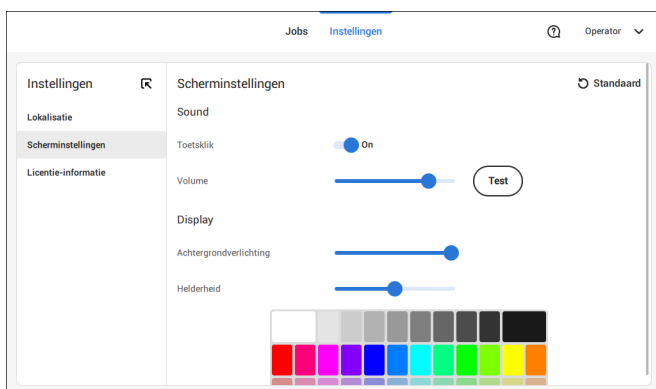 Jobs Instellingen Operator
Instellingen
Lokalisatie
Scherminstellingen
Licentie-informatie
Scherminstellingen Standaard
Sound
Toetsklik On
Volume Test
Display
Achtergrondverlichting
Helderheid